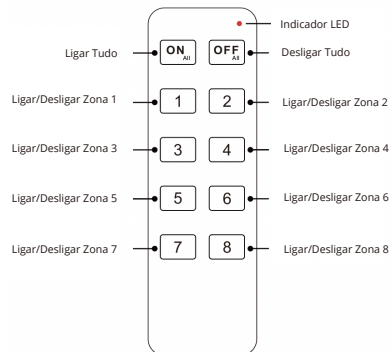 Indicador LED
Ligar Tudo ON All OFF All Desligar Tudo
Ligar/Desligar Zona 1 1 2 Ligar/Desligar Zona 2
Ligar/Desligar Zona 3 3 4 Ligar/Desligar Zona 4
Ligar/Desligar Zona 5 5 6 Ligar/Desligar Zona 6
Ligar/Desligar Zona 7 7 8 Ligar/Desligar Zona 8